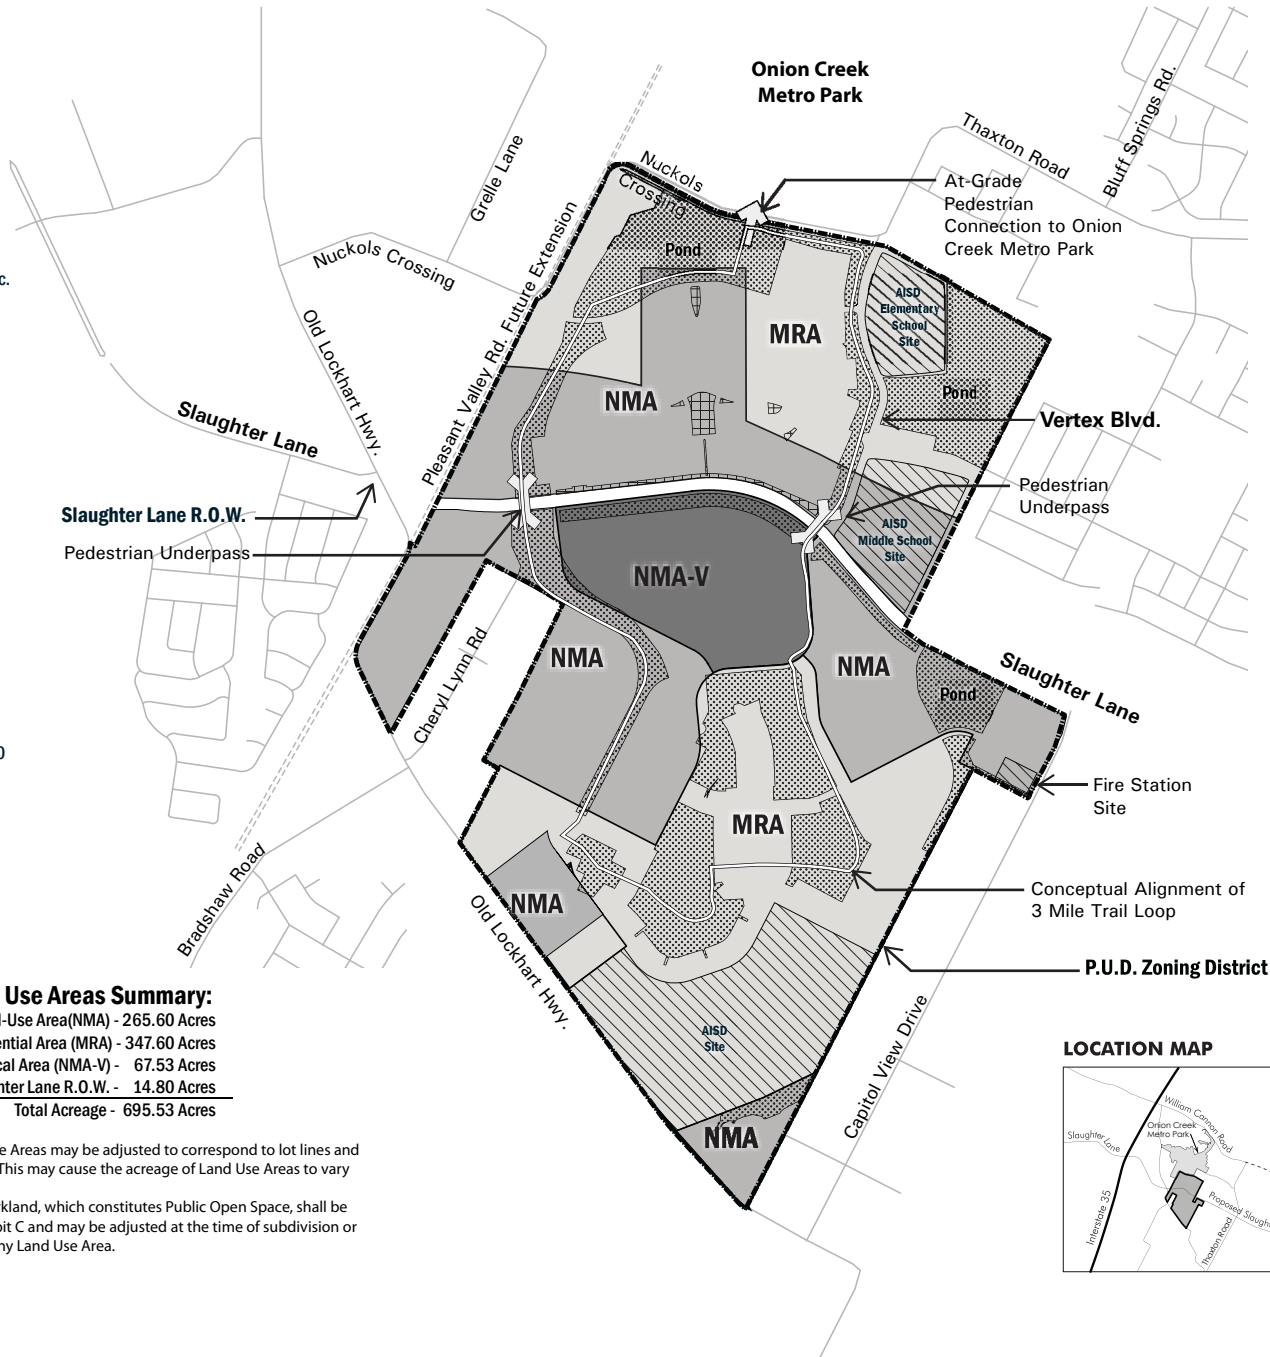 Onion Creek
Metro Park
Bluff Springs Rd.
Thaxton Road
Nuckols
Crossing
At-Grade
Pedestrian
Connection to Onion
Creek Metro Park
Grelle Lane
Nuckols Crossing
c.
Pond
AISD
Elementary
School
Site
Pleasant Valley Rd. Future Extension
Old Lockhart Hwy.
MRA
NMA
Pond
Vertex Blvd.
Slaughter Lane
Slaughter Lane R.O.W.
Pedestrian
Underpass
AISD
Middle School
Site
Pedestrian Underpass
NMA-V
NMA
NMA
Cheryl Lynn Rd
Slaughter Lane
Pond
0
Fire Station
Site
MRA
Bradshaw Road
NMA
Old Lockhart Hwy.
Conceptual Alignment of
3 Mile Trail Loop
P.U.D. Zoning District
AISD
Site
Capitol View Drive
NMA
Use Areas Summary:
l-Use Area(NMA) - 265.60 Acres
ential Area (MRA) - 347.60 Acres
cal Area (NMA-V) - 67.53 Acres
hter Lane R.O.W. - 14.80 Acres
Total Acreage - 695.53 Acres
e Areas may be adjusted to correspond to lot lines and
This may cause the acreage of Land Use Areas to vary
rkland, which constitutes Public Open Space, shall be
bit C and may be adjusted at the time of subdivision or
ny Land Use Area.
LOCATION MAP
William Cannon Road
Onion Creek
Metro Park
Slaughter Lane
Interstate 35
Proposed Slaugh
Thaxton Road